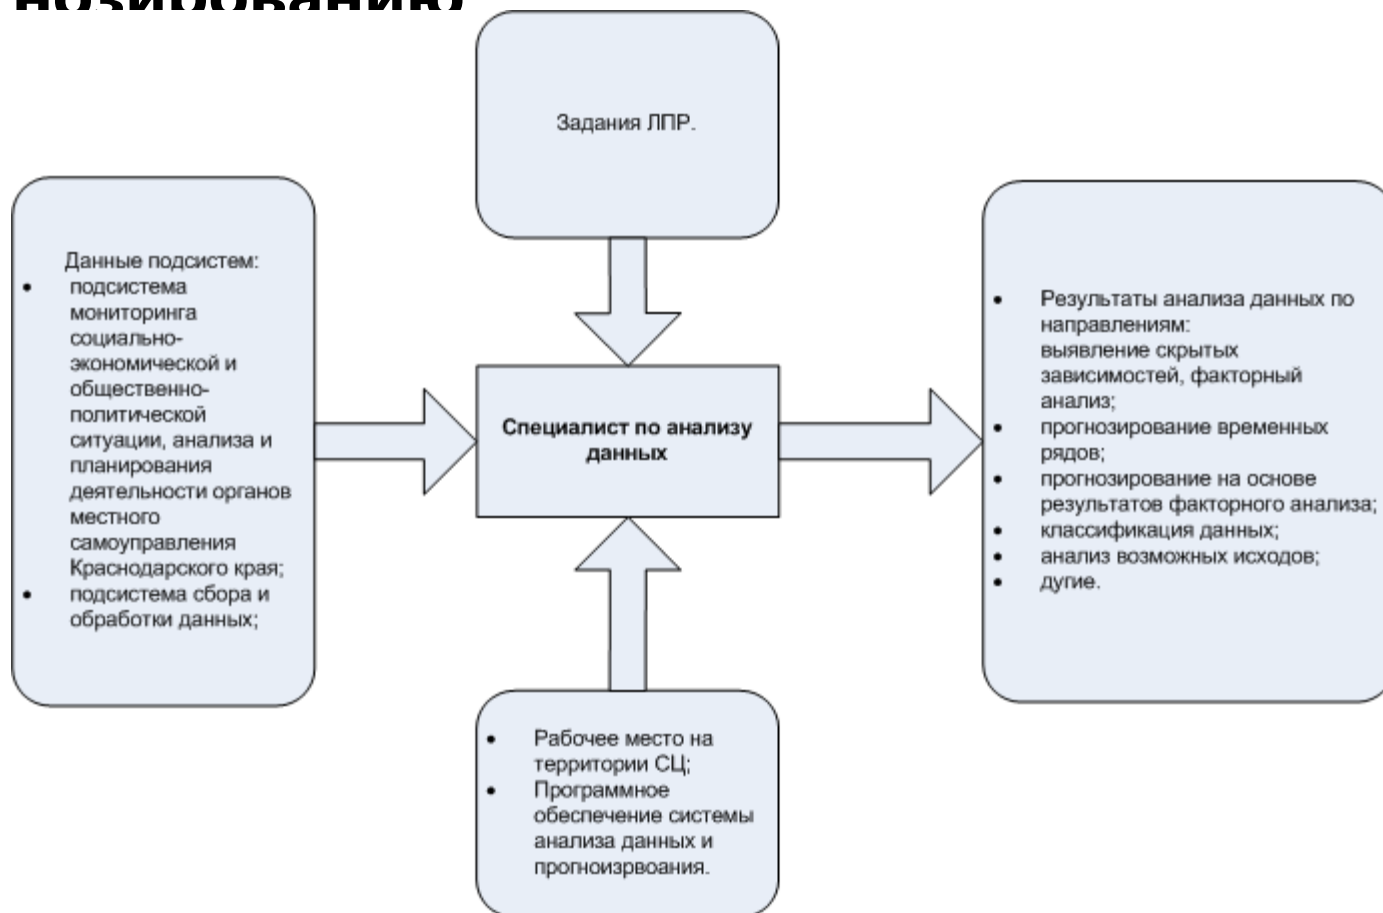 нозированию
Задания ЛПР.
Данные подсистем:
• подсистема
мониторинга
социально-
экономической и
общественно-
политической
ситуации, анализа и
планирования
деятельности органов
местного
самоуправления
Краснодарского края;
• подсистема сбора и
обработки данных;
Специалист по анализу
данных
• Результаты анализа данных по
направлениям:
выявление скрытых
зависимостей, факторный
анализ;
• прогнозирование временных
рядов;
• прогнозирование на основе
результатов факторного анализа;
• классификация данных;
• анализ возможных исходов;
• дугие.
• Рабочее место на
территории СЦ;
• Программное
обеспечение системы
анализа данных и
прогноизрвоания.